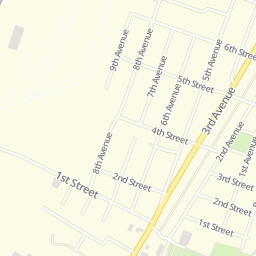 6th Street
9th Avenue
8th Avenue
5th Avenue
5th Street
7th Avenue
6th Avenue
3rd Avenue
4th Street
2nd Avenue
1st Avenue
8th Avenue
1st Street
2nd Street
3rd Street
2nd Street
1st Street